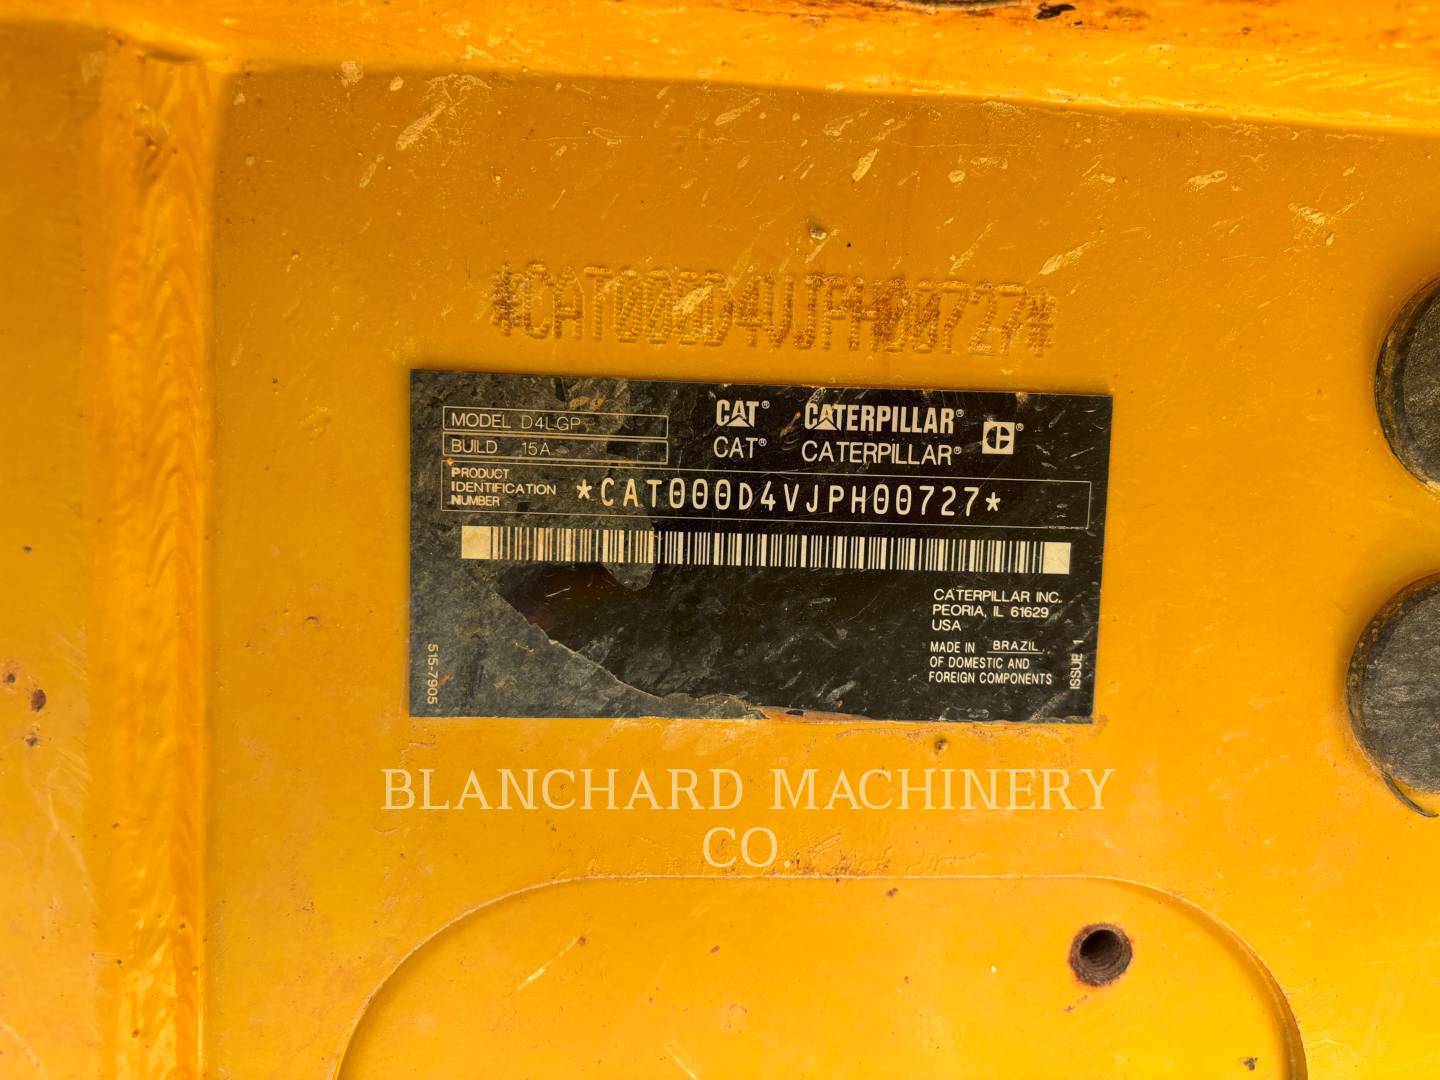 *CAT000D4VJPH00727*
MODEL D4LGP
BUILD 15A
CAT® CATERPILLAR® ®
CAT® CATERPILLAR®
PRODUCT
IDENTIFICATION
NUMBER
*CAT000D4VJPH00727*
CATERPILLAR INC.
PEORIA, IL 61629
USA
MADE IN BRAZIL
OF DOMESTIC AND
FOREIGN COMPONENTS
515-7905
ISSUE 1
BLANCHARD MACHINERY
CO.